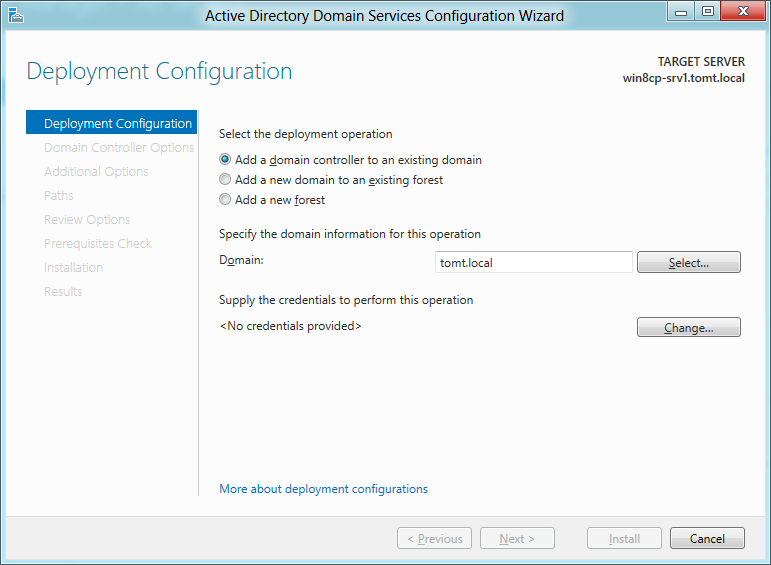 Active Directory Domain Services Configuration Wizard
Deployment Configuration
TARGET SERVER
win8cp-srv1.tomt.local
Deployment Configuration
Domain Controller Options
Additional Options
Paths
Review Options
Prerequisites Check
Installation
Results
Select the deployment operation
Add a domain controller to an existing domain
Add a new domain to an existing forest
Add a new forest
Specify the domain information for this operation
Domain: tomt.local Select...
Supply the credentials to perform this operation
<No credentials provided> Change...
More about deployment configurations
< Previous Next > Install Cancel